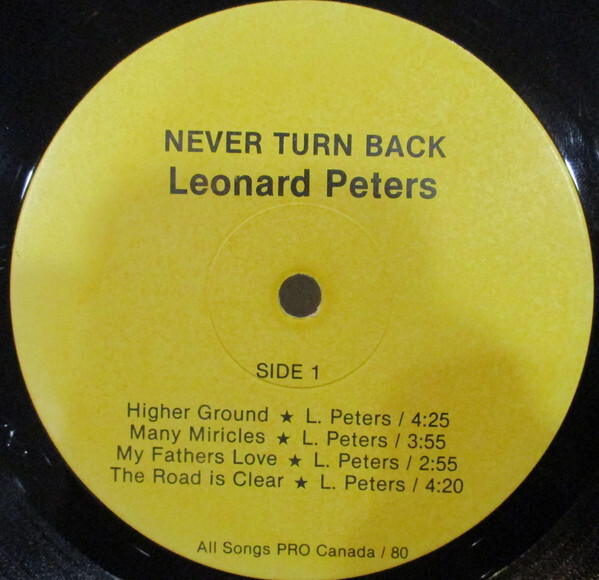 NEVER TURN BACK
Leonard Peters
SIDE 1
Higher Ground ★ L. Peters / 4:25
Many Miricles ★ L. Peters / 3:55
My Fathers Love ★ L. Peters / 2:55
The Road is Clear ★ L. Peters / 4:20
All Songs PRO Canada / 80